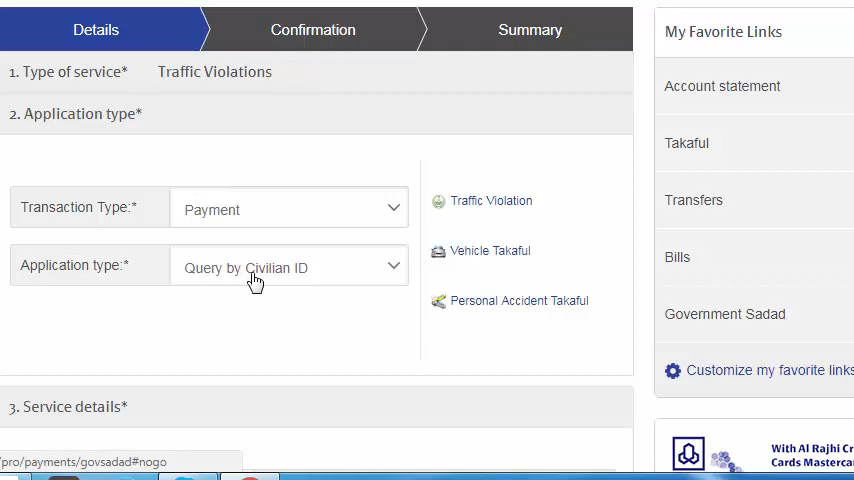 Details
Confirmation
Summary
1. Type of service*
Traffic Violations
2. Application type*
Transaction Type:*
Payment
Application type:*
Query by Civilian ID
Traffic Violation
Vehicle Takaful
Personal Accident Takaful
3. Service details*
/pro/payments/govsadad#nogo
My Favorite Links
Account statement
Takaful
Transfers
Bills
Government Sadad
Customize my favorite links
With Al Rajhi Cr
Cards Masterca